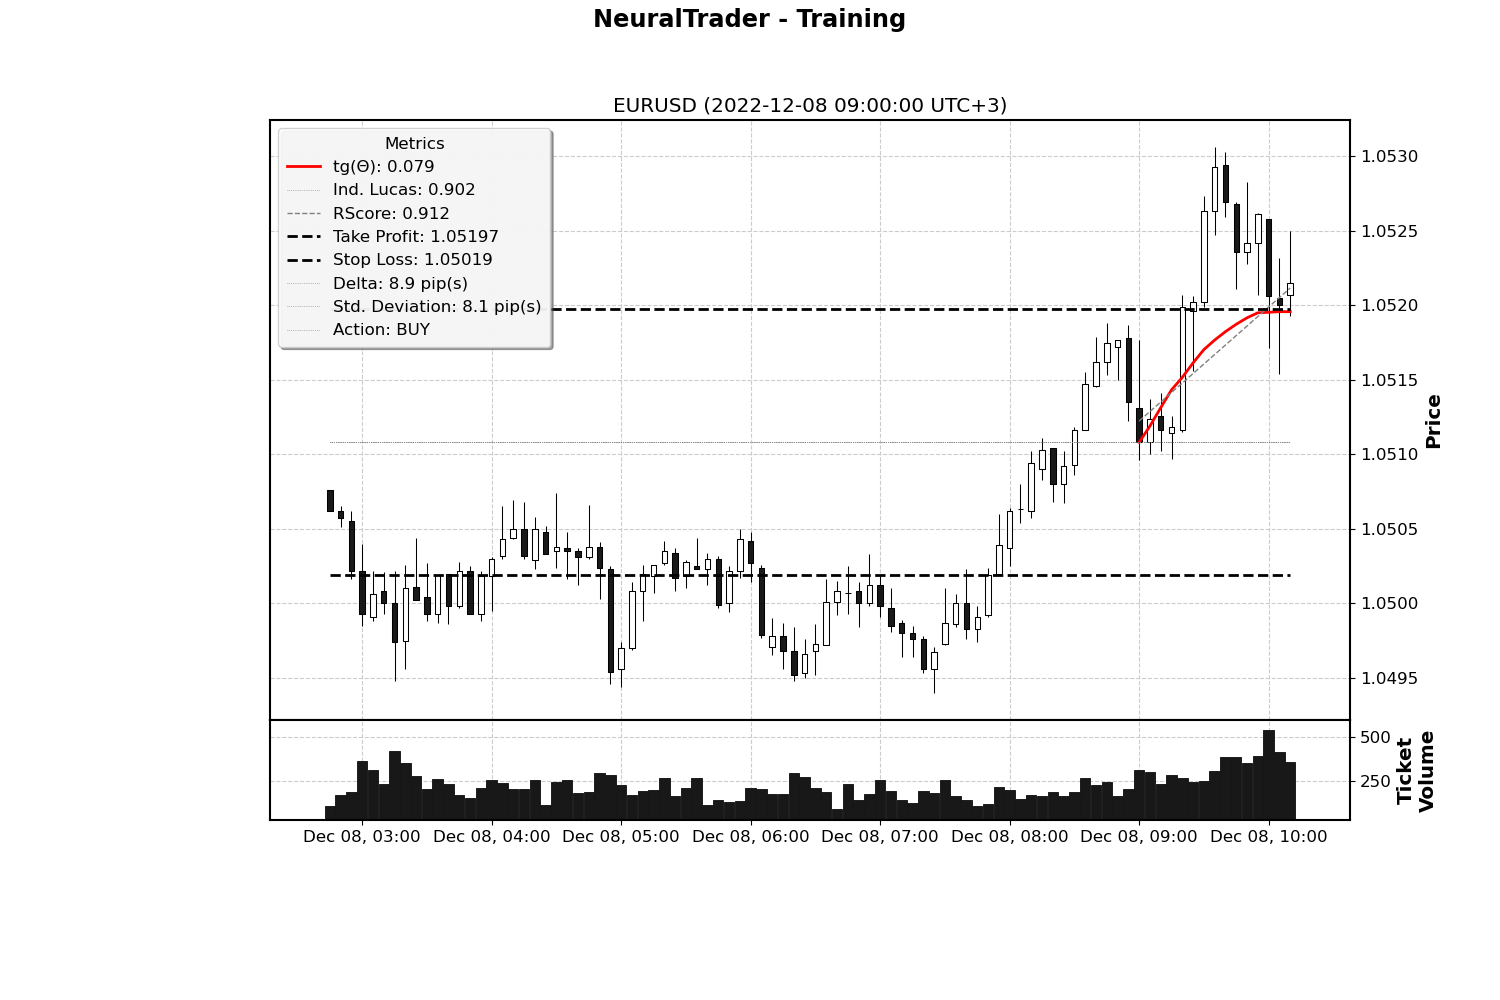 NeuralTrader - Training
EURUSD (2022-12-08 09:00:00 UTC+3)
Metrics
tg(Θ): 0.079
Ind. Lucas: 0.902
RScore: 0.912
Take Profit: 1.05197
Stop Loss: 1.05019
Delta: 8.9 pip(s)
Std. Deviation: 8.1 pip(s)
Action: BUY
1.0530
1.0525
1.0520
1.0515
1.0510
1.0505
1.0500
1.0495
Price
500
250
Ticket
Volume
Dec 08, 03:00 Dec 08, 04:00 Dec 08, 05:00 Dec 08, 06:00 Dec 08, 07:00 Dec 08, 08:00 Dec 08, 09:00 Dec 08, 10:00